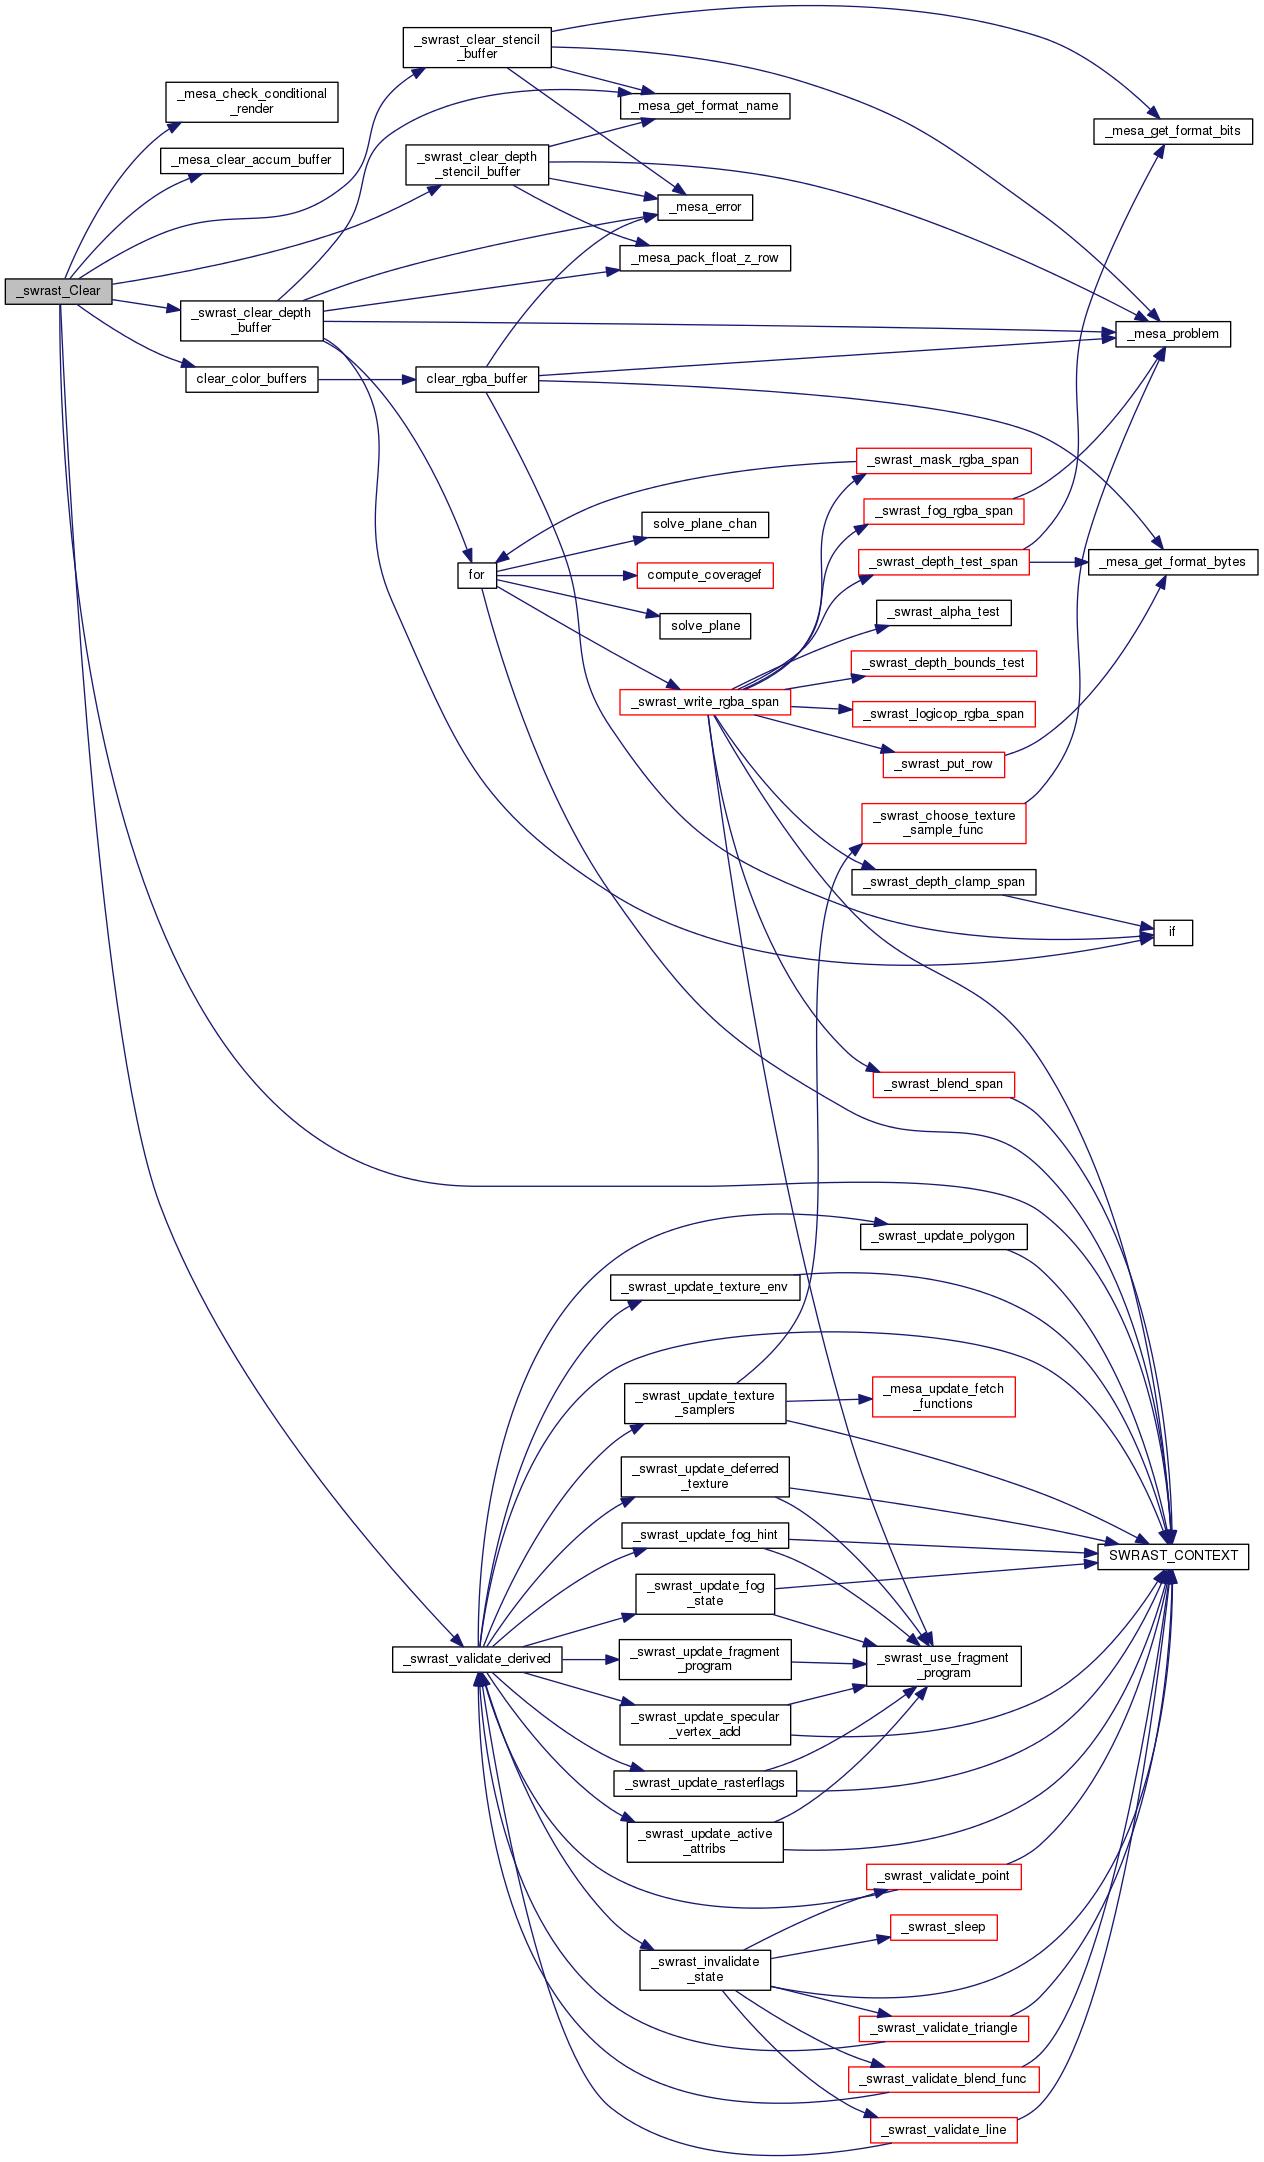 _swrast_clear_stencil
_buffer
_mesa_get_format_name
_mesa_check_conditional
_render
_mesa_get_format_bits
_mesa_clear_accum_buffer
_swrast_clear_depth
_stencil_buffer
_mesa_error
_mesa_pack_float_z_row
_swrast_Clear
_swrast_clear_depth
_buffer
_mesa_problem
clear_color_buffers
clear_rgba_buffer
_swrast_mask_rgba_span
_swrast_fog_rgba_span
solve_plane_chan
_swrast_depth_test_span
_mesa_get_format_bytes
for
compute_coveragef
_swrast_alpha_test
solve_plane
_swrast_depth_bounds_test
_swrast_write_rgba_span
_swrast_logicop_rgba_span
_swrast_put_row
_swrast_choose_texture
_sample_func
_swrast_depth_clamp_span
if
_swrast_blend_span
_swrast_update_polygon
_swrast_update_texture_env
_swrast_update_texture
_samplers
_mesa_update_fetch
_functions
_swrast_update_deferred
_texture
_swrast_update_fog_hint
SWRAST_CONTEXT
_swrast_update_fog
_state
_swrast_validate_derived
_swrast_update_fragment
_program
_swrast_use_fragment
_program
_swrast_update_specular
_vertex_add
_swrast_update_rasterflags
_swrast_update_active
_attribs
_swrast_validate_point
_swrast_sleep
_swrast_invalidate
_state
_swrast_validate_triangle
_swrast_validate_blend_func
_swrast_validate_line